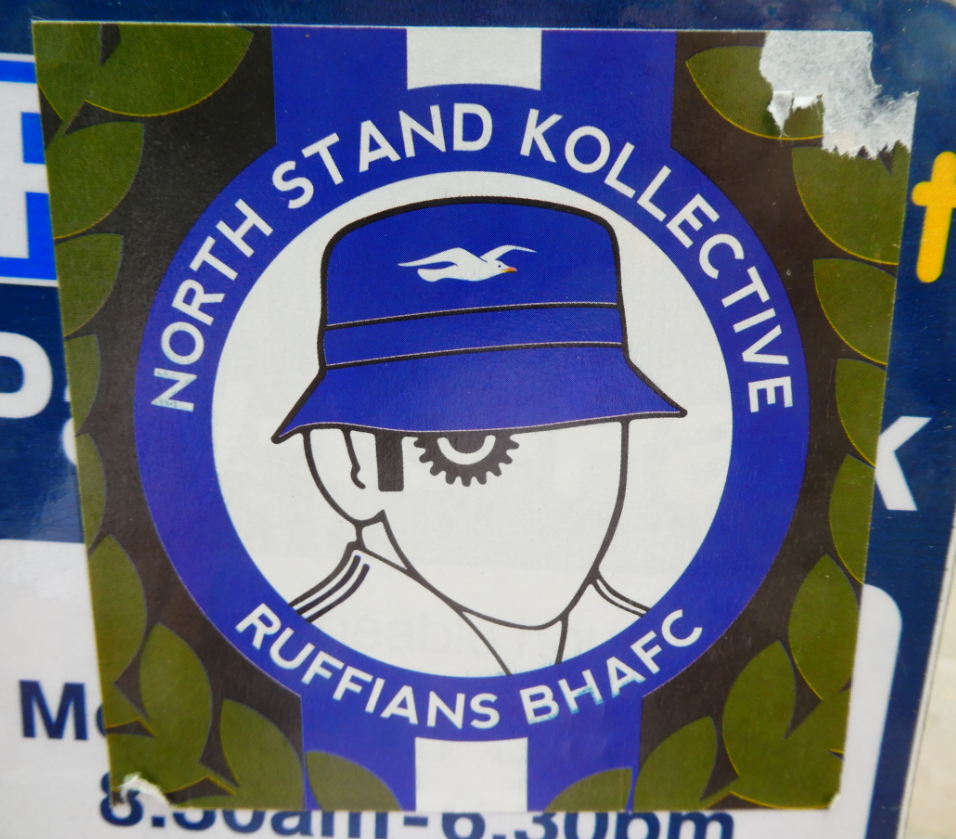 NORTH STAND KOLLECTIVE
RUFFIANS BHAFC
8.30am-6.30pm